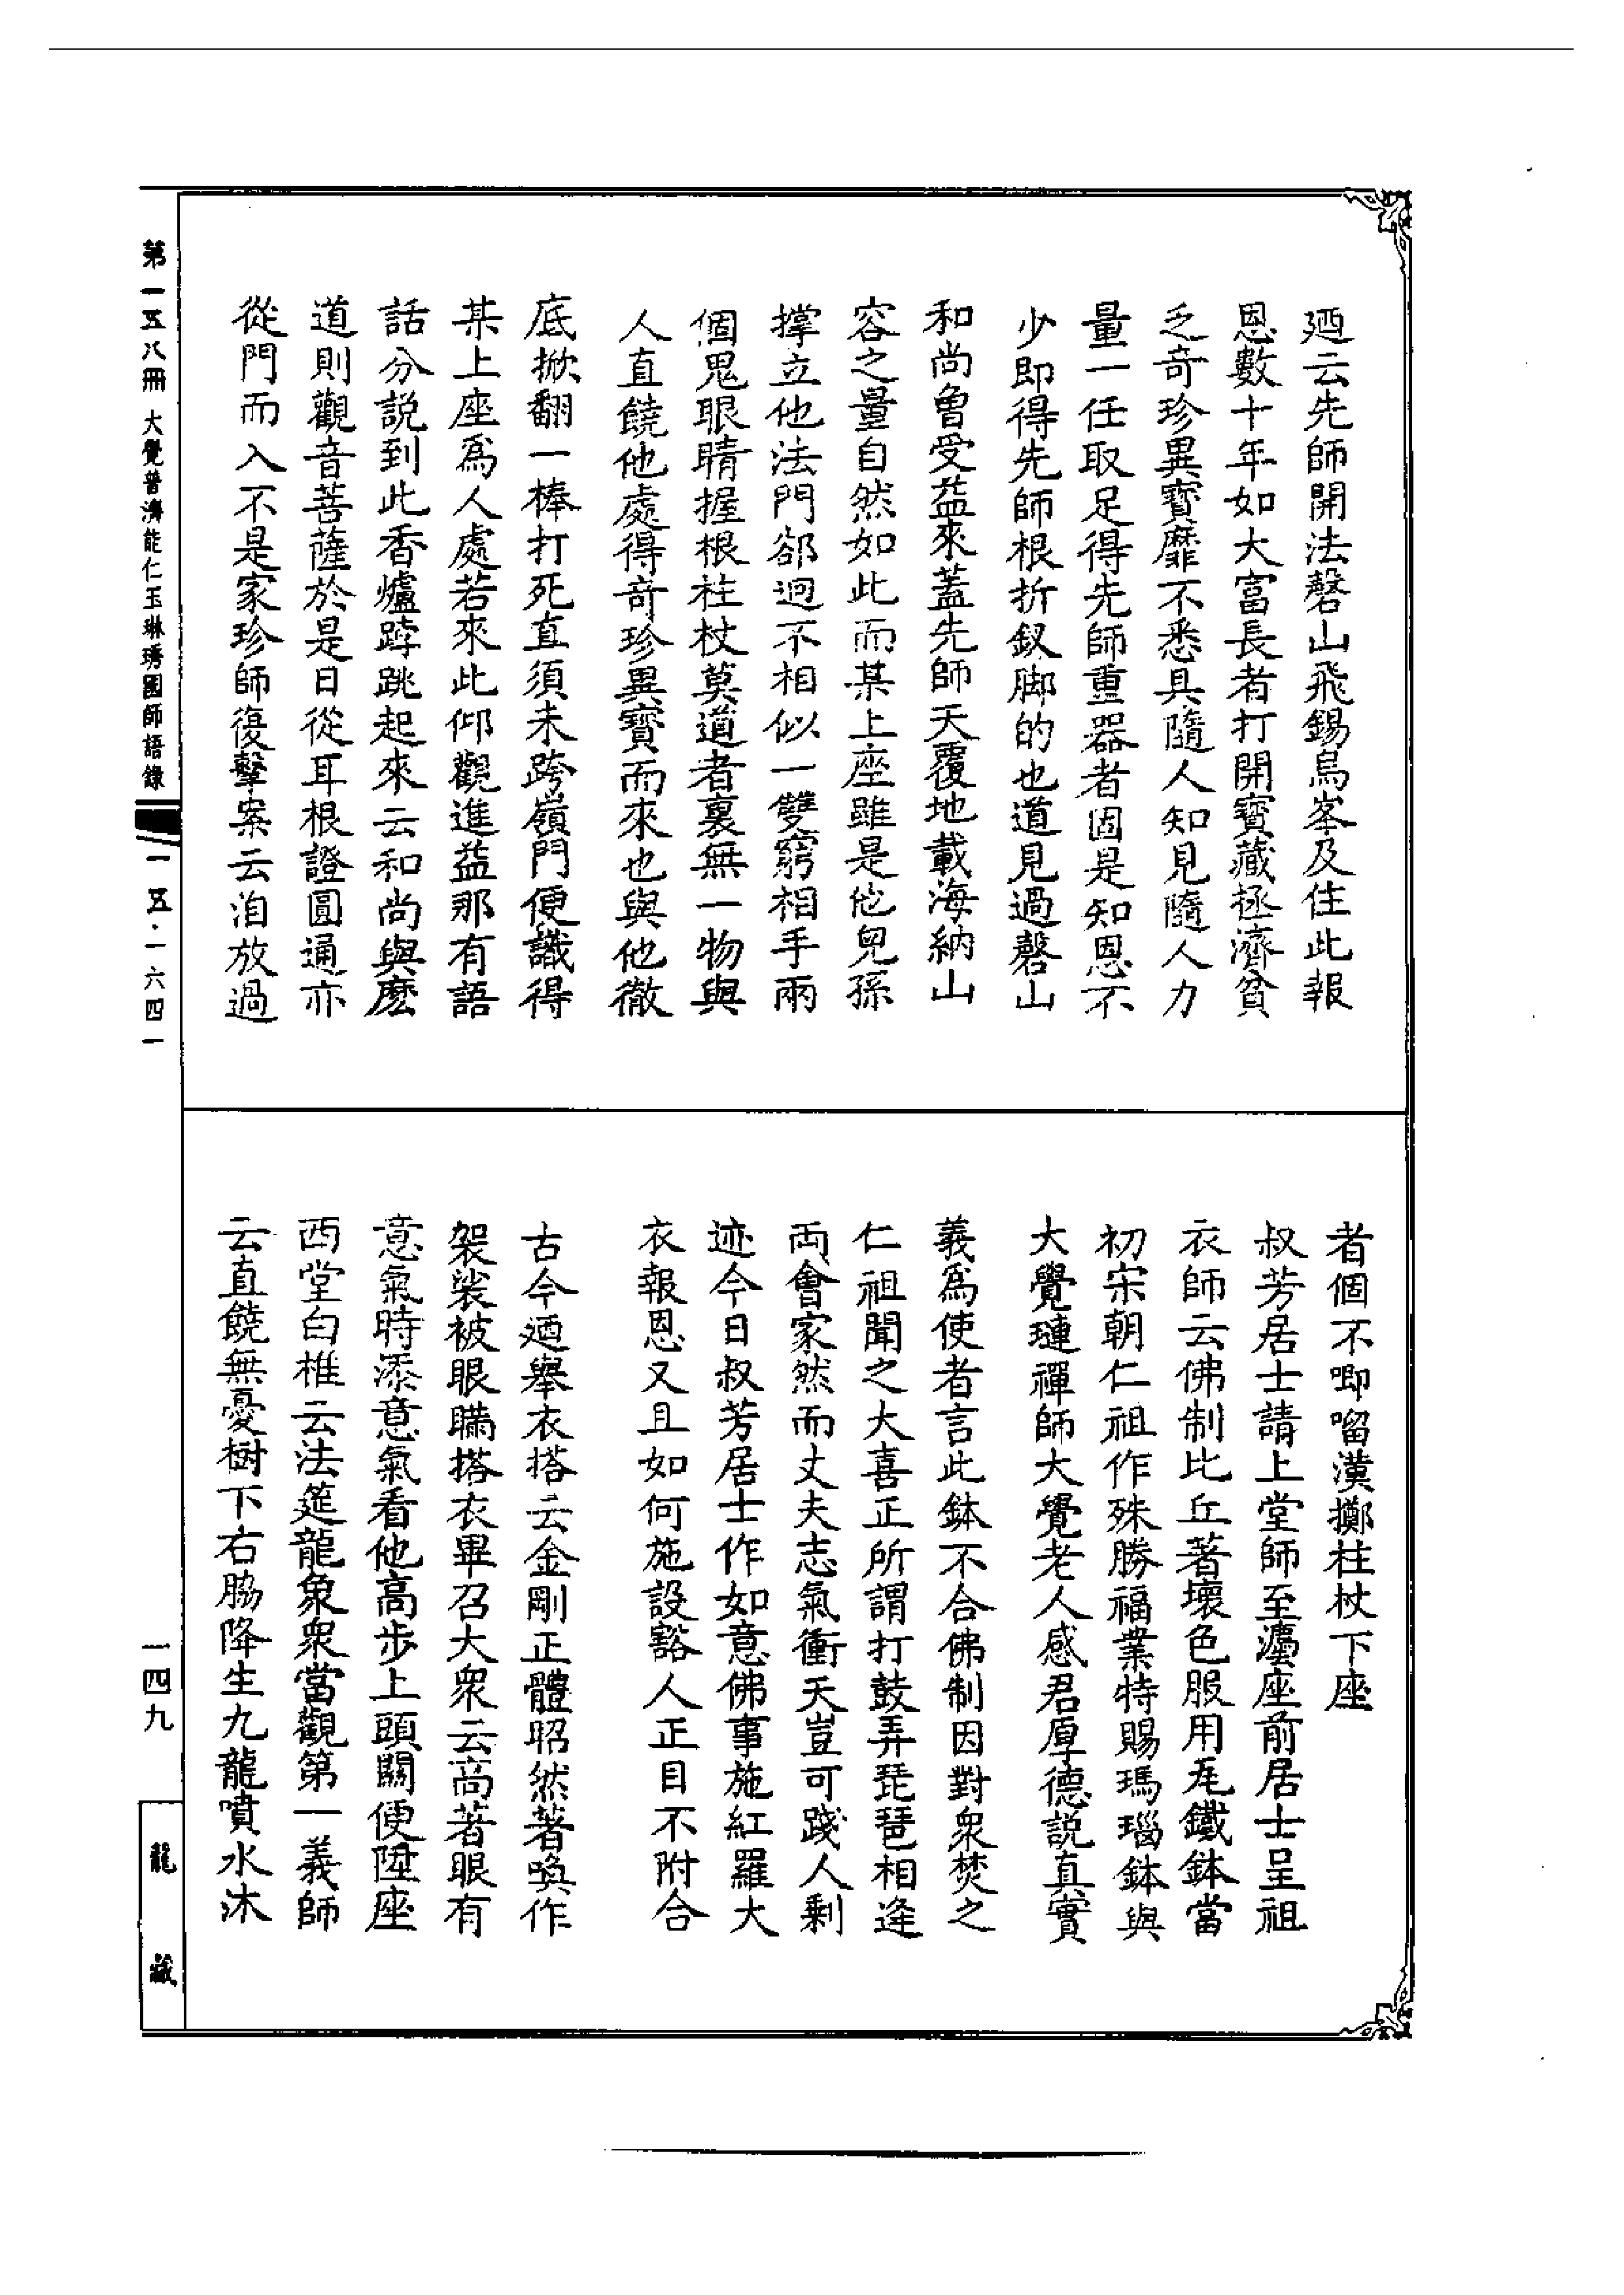 廼云先師開法磬山飛錫烏峯及住此報
恩數十年如大富長者打開寶藏拯濟貧
乏奇珍異寶靡不悉具隨人知見隨人力
量一任取足得先師重器者固是知恩不
少即得先師根折釵脚的也道見過磬山
和尚曾受益來蓋先師天覆地載海納山
容之量自然如此而某上座雖是他兒孫
撑立他法門郤迥不相似一雙窮相手兩
個鬼眼睛握根柱杖莫道者裏無一物與
人直饒他處得奇珍異寶而來也與他徹
底掀翻一棒打死直須未跨嶺門便識得
某上座爲人處若來此仰觀進益那有語
話分說到此香爐踍跳起來云和尚與麽
道則觀音菩薩於是日從耳根證圓通亦
從門而入不是家珍師復擊案云洎放過
者個不唧𠺕漢擲柱杖下座
叔芳居士請上堂師至灋座前居士呈祖
衣師云佛制比丘著壞色服用瓦鐵鉢當
初宋朝仁祖作殊勝福業特賜瑪瑙鉢與
大覺璉禪師大覺老人感君厚德說真實
義爲使者言此鉢不合佛制因對衆焚之
仁祖聞之大喜正所謂打鼓弄琵琶相逢
兩會家然而丈夫志氣衝天豈可踐人剩
迹今日叔芳居士作如意佛事施紅羅大
衣報恩又且如何施設豁人正目不附合
古今廼舉衣搭云金剛正體昭然著喚作
袈裟被眼瞞搭衣畢召大衆云高著眼有
意氣時添意氣看他高步上頭關便陞座
西堂白椎云法筵龍象衆當觀第一義師
云直饒無憂樹下右脇降生九龍噴水沐
第一五八冊 大覺普濟能仁玉琳琇國師語錄 一五·一六四一
一四九
龍藏